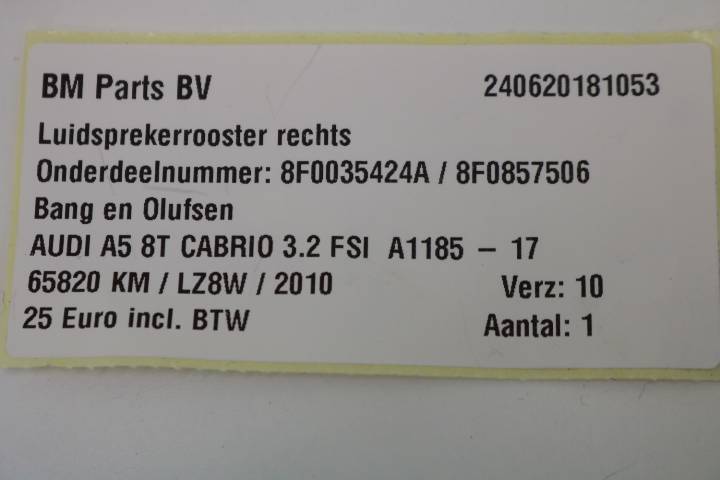 BM Parts BV 240620181053
Luidsprekerrooster rechts
Onderdeelnummer: 8F0035424A / 8F0857506
Bang en Olufsen
AUDI A5 8T CABRIO 3.2 FSI A1185 – 17
65820 KM / LZ8W / 2010 Verz: 10
25 Euro incl. BTW Aantal: 1